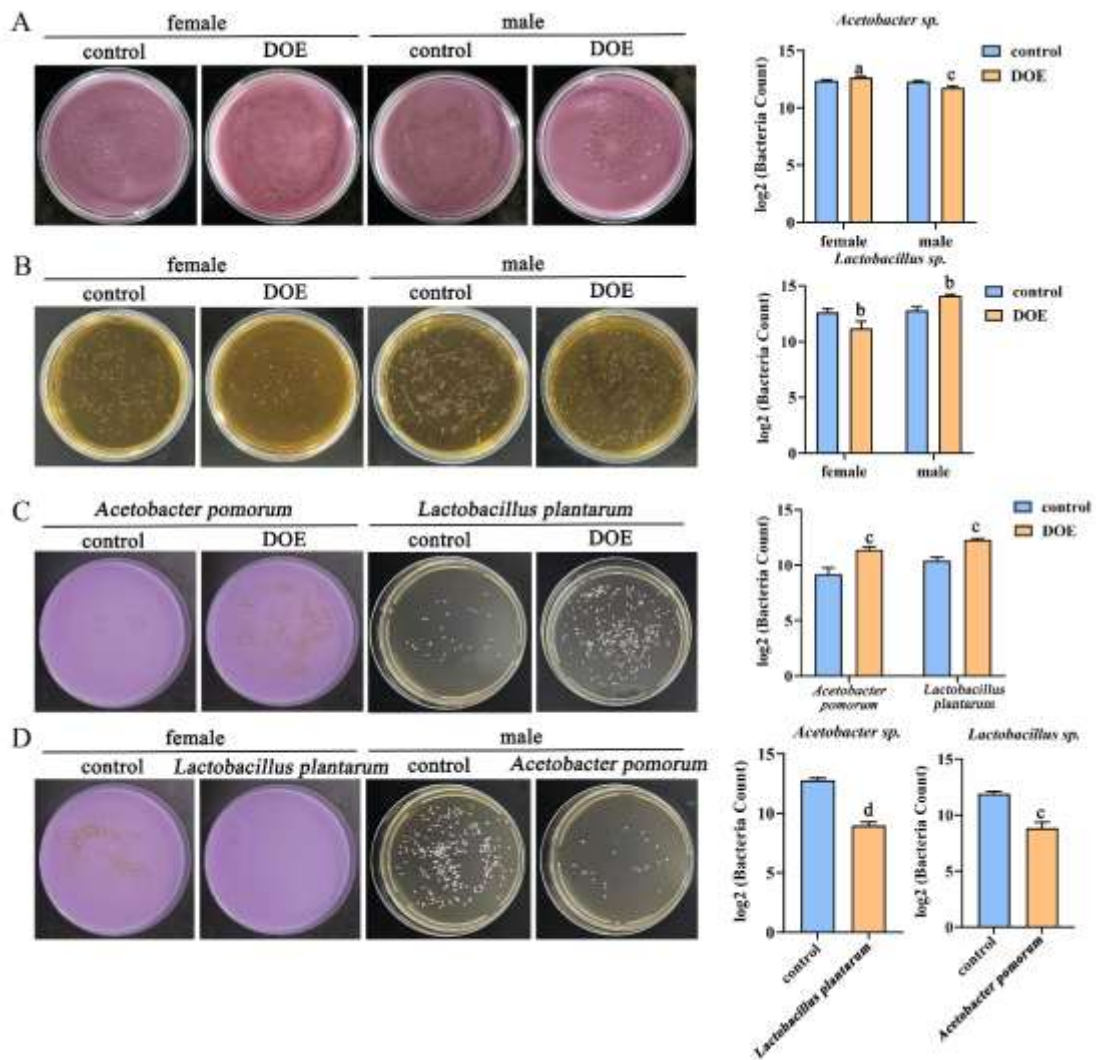 A
female
male
control
DOE
control
DOE
Acetobacter sp.
log2 (Bacteria Count)
15
10
5
0
a
c
female
male
control
DOE
B
female
male
control
DOE
control
DOE
Lactobacillus sp.
log2 (Bacteria Count)
15
10
5
0
b
b
female
male
control
DOE
C
Acetobacter pomorum
Lactobacillus plantarum
control
DOE
control
DOE
log2 (Bacteria Count)
15
10
5
0
c
c
Acetobacter
pomorum
Lactobacillus
plantarum
control
DOE
D
female
male
control
Lactobacillus plantarum
control
Acetobacter pomorum
Acetobacter sp.
log2 (Bacteria Count)
15
10
5
0
d
control
Lactobacillus plantarum
Lactobacillus sp.
log2 (Bacteria Count)
15
10
5
0
c
control
Acetobacter pomorum